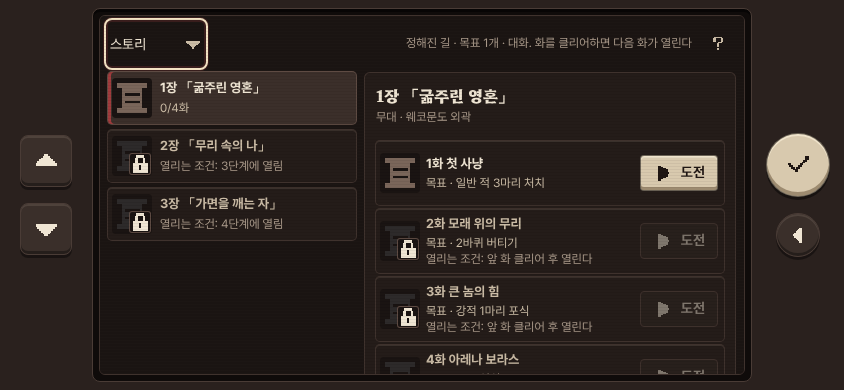 스토리
정해진 길 · 목표 1개 · 대화. 화를 클리어하면 다음 화가 열린다
?
1장 「굶주린 영혼」
0/4화
2장 「무리 속의 나」
열리는 조건: 3단계에 열림
3장 「가면을 깨는 자」
열리는 조건: 4단계에 열림
1장 「굶주린 영혼」
무대 · 웨코문도 외곽
1화 첫 사냥
목표 · 일반 적 3마리 처치
도전
2화 모래 위의 무리
목표 · 2바퀴 버티기
열리는 조건: 앞 화 클리어 후 열린다
도전
3화 큰 놈의 힘
목표 · 강적 1마리 포식
열리는 조건: 앞 화 클리어 후 열린다
도전
4화 아레나 보라스
도전